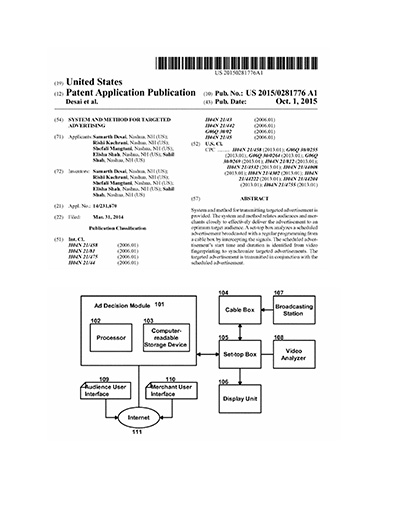 US 20150281776A1
(19) United States
(12) Patent Application Publication
(10) Pub. No.: US 2015/0281776 A1
Desai et al.
(43) Pub. Date: Oct. 1, 2015
(54) SYSTEM AND METHOD FOR TARGETED
ADVERTISING
(71) Applicants: Samarth Desai, Nashua, NH (US);
Rishi Kachrani, Nashua, NH (US);
Shefali Mangtani, Nashua, NH (US);
Elisha Shah, Nashua, NH (US); Sahil
Shah, Nashua, NH (US)
(72) Inventors: Samarth Desai, Nashua, NH (US);
Rishi Kachrani, Nashua, NH (US);
Shefali Mangtani, Nashua, NH (US);
Elisha Shah, Nashua, NH (US); Sahil
Shah, Nashua, NH (US)
(21) Appl. No.: 14/231,670
(22) Filed: Mar. 31, 2014
Publication Classification
(51) Int. Cl.
H04N 21/458 (2006.01)
H04N 21/81 (2006.01)
H04N 21/475 (2006.01)
H04N 21/44 (2006.01)
H04N 21/43 (2006.01)
H04N 21/442 (2006.01)
G06Q 30/02 (2006.01)
H04N 21/45 (2006.01)
(52) U.S. Cl.
CPC H04N 21/458 (2013.01); G06Q 30/0255
(2013.01); G06Q 30/0264 (2013.01); G06Q
30/0269 (2013.01); H04N 21/812 (2013.01);
H04N 21/4532 (2013.01); H04N 21/44008
(2013.01); H04N 21/4302 (2013.01); H04N
21/44222 (2013.01); H04N 21/44204
(2013.01); H04N 21/4755 (2013.01)
(57) ABSTRACT
System and method for transmitting targeted advertisement is
provided. The system and method relates audiences and mer-
chants closely to effectively deliver the advertisement to an
optimum target audience. A set-top box analyzes a scheduled
advertisement broadcasted with a regular programming from
a cable box by intercepting the signals. The scheduled adver-
tisement's start time and duration is identified from video
fingerprinting to synchronize targeted advertisements. The
targeted advertisement is transmitted in conjunction with the
scheduled advertisement.
Ad Decision Module 101
102
Processor
103
Computer-
readable
Storage Device
104
Cable Box
107
Broadcasting
Station
105
Set-top Box
108
Video
Analyzer
106
Display Unit
109
Audience User
Interface
110
Merchant User
Interface
Internet
111